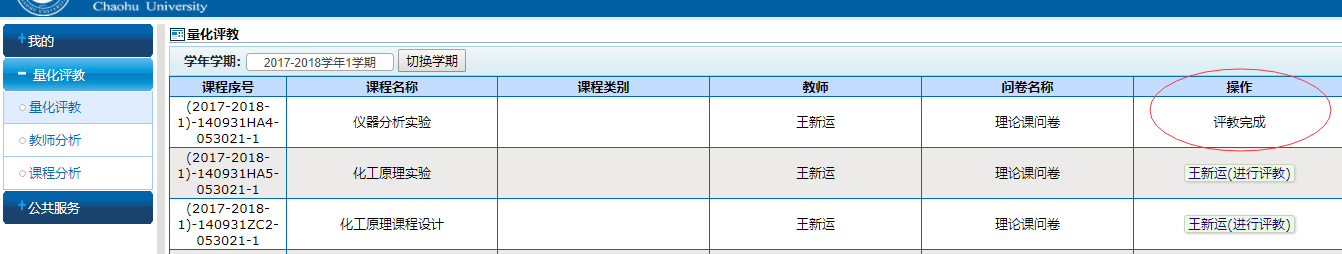 Chaohu University
我的
量化评教
量化评教
教师分析
课程分析
公共服务
量化评教
学年学期: 2017-2018学年1学期 切换学期
课程序号 课程名称 课程类别 教师 问卷名称 操作
(2017-2018-
1)-140931HA4-
053021-1
仪器分析实验 王新运 理论课问卷 评教完成
(2017-2018-
1)-140931HA5-
053021-1
化工原理实验 王新运 理论课问卷 王新运(进行评教)
(2017-2018-
1)-140931ZC2-
053021-1
化工原理课程设计 王新运 理论课问卷 王新运(进行评教)